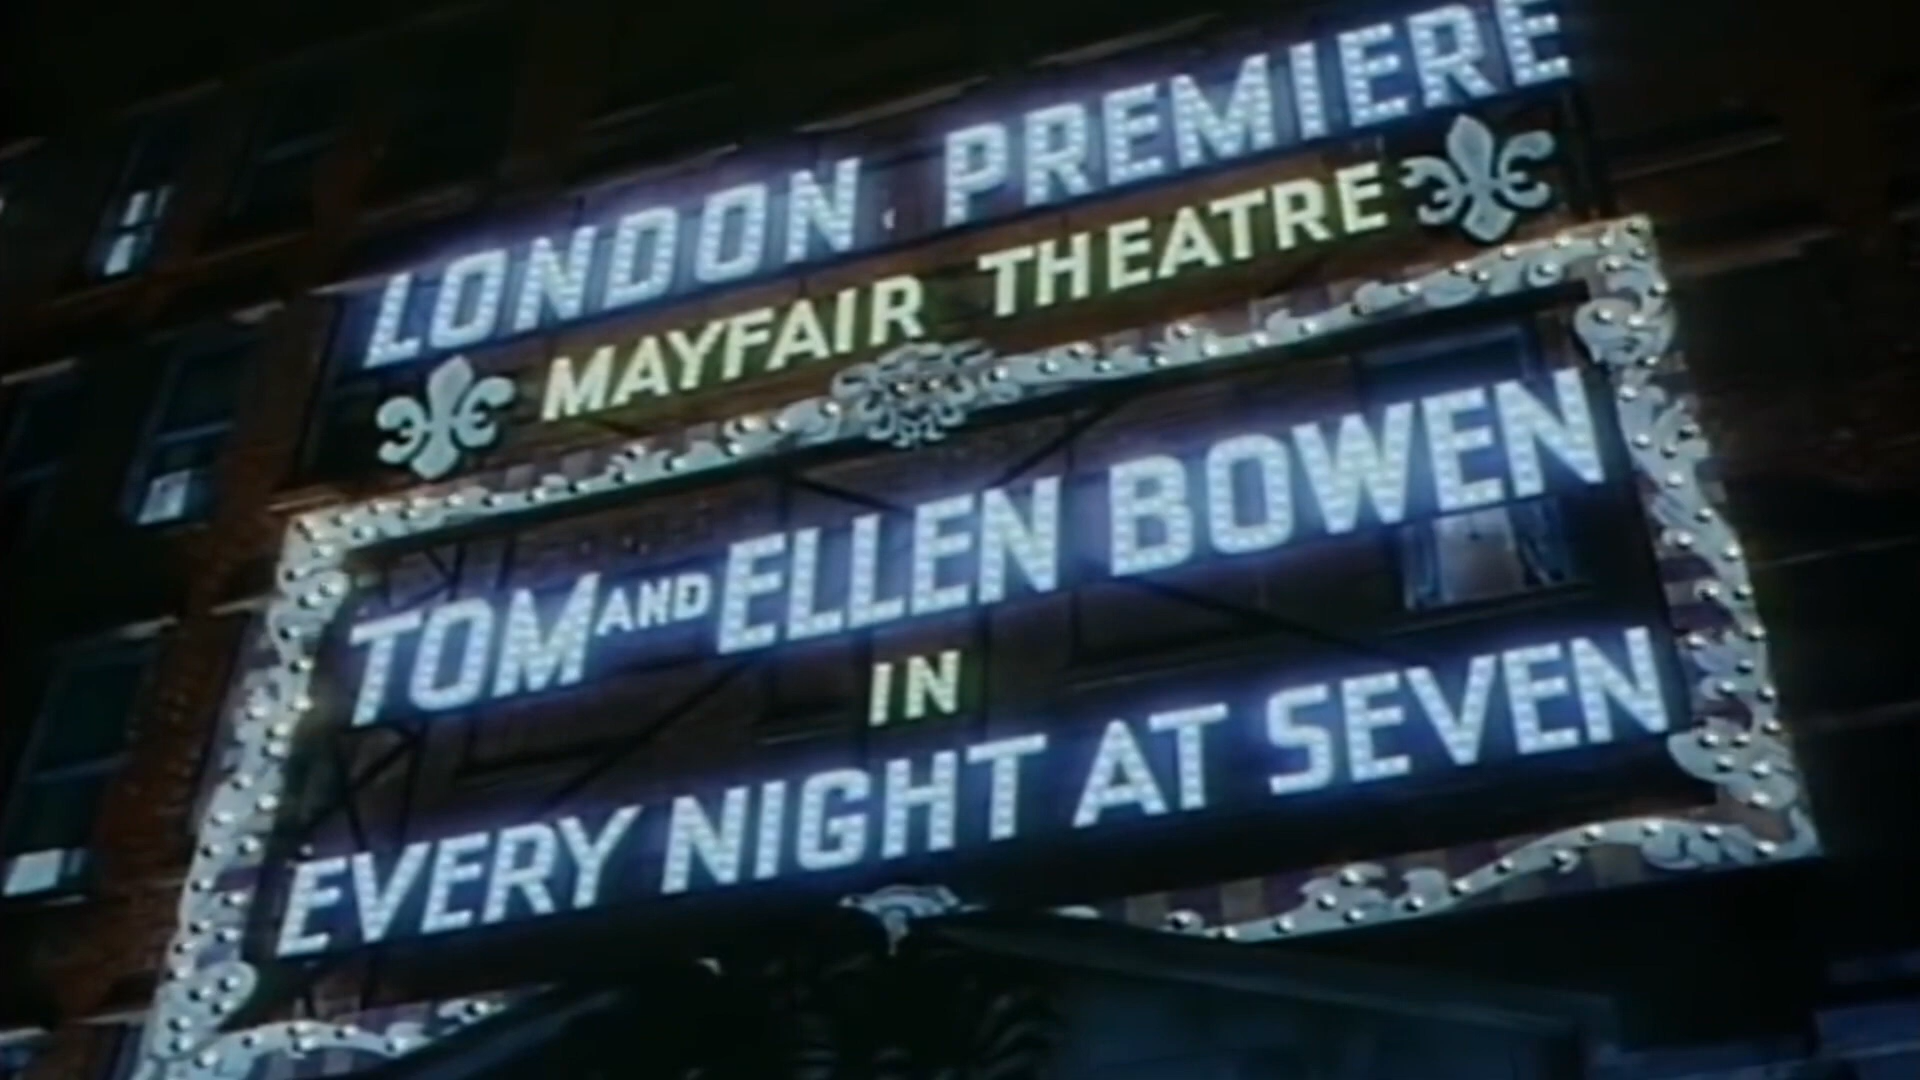 LONDON PREMIERE
MAYFAIR THEATRE
TOM AND ELLEN BOWEN
IN
EVERY NIGHT AT SEVEN